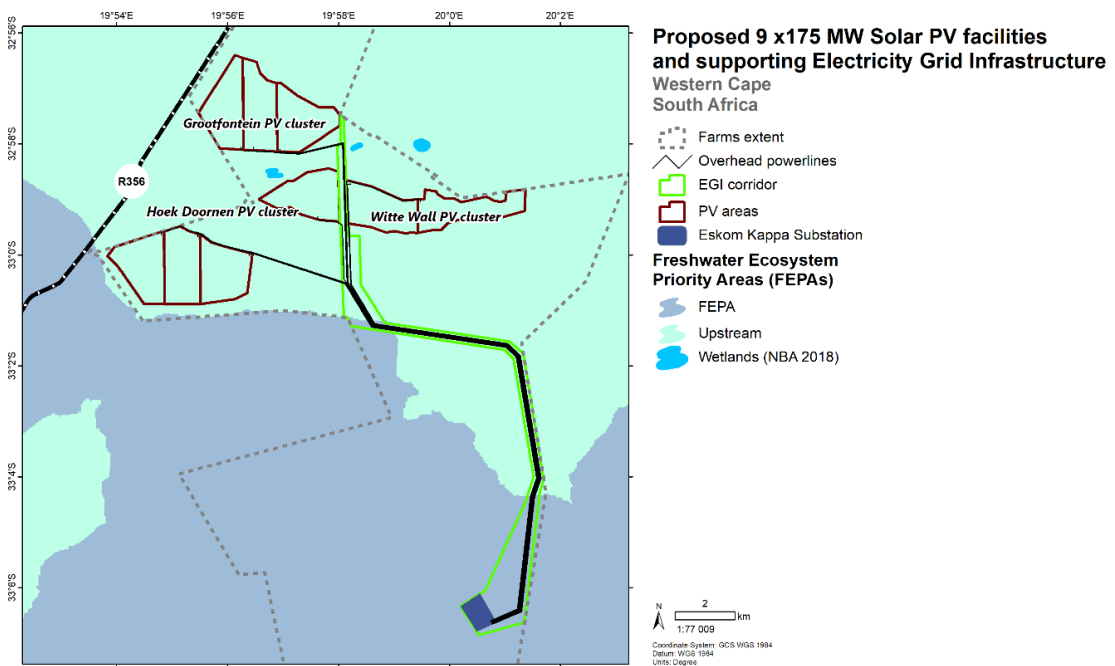 19°54'E 19°56'E 19°58'E 20°0'E 20°2'E
32°56'S
32°58'S
33°0'S
33°2'S
33°4'S
33°6'S
Grootfontein PV cluster
R356
Hoek Doornen PV cluster
Witte Wall PV cluster
Proposed 9 x175 MW Solar PV facilities
and supporting Electricity Grid Infrastructure
Western Cape
South Africa
Farms extent
Overhead powerlines
EGI corridor
PV areas
Eskom Kappa Substation
Freshwater Ecosystem
Priority Areas (FEPAs)
FEPA
Upstream
Wetlands (NBA 2018)
N
2
km
1:77 009
Coordinate System: GCS WGS 1984
Datum: WGS 1984
Units: Degree